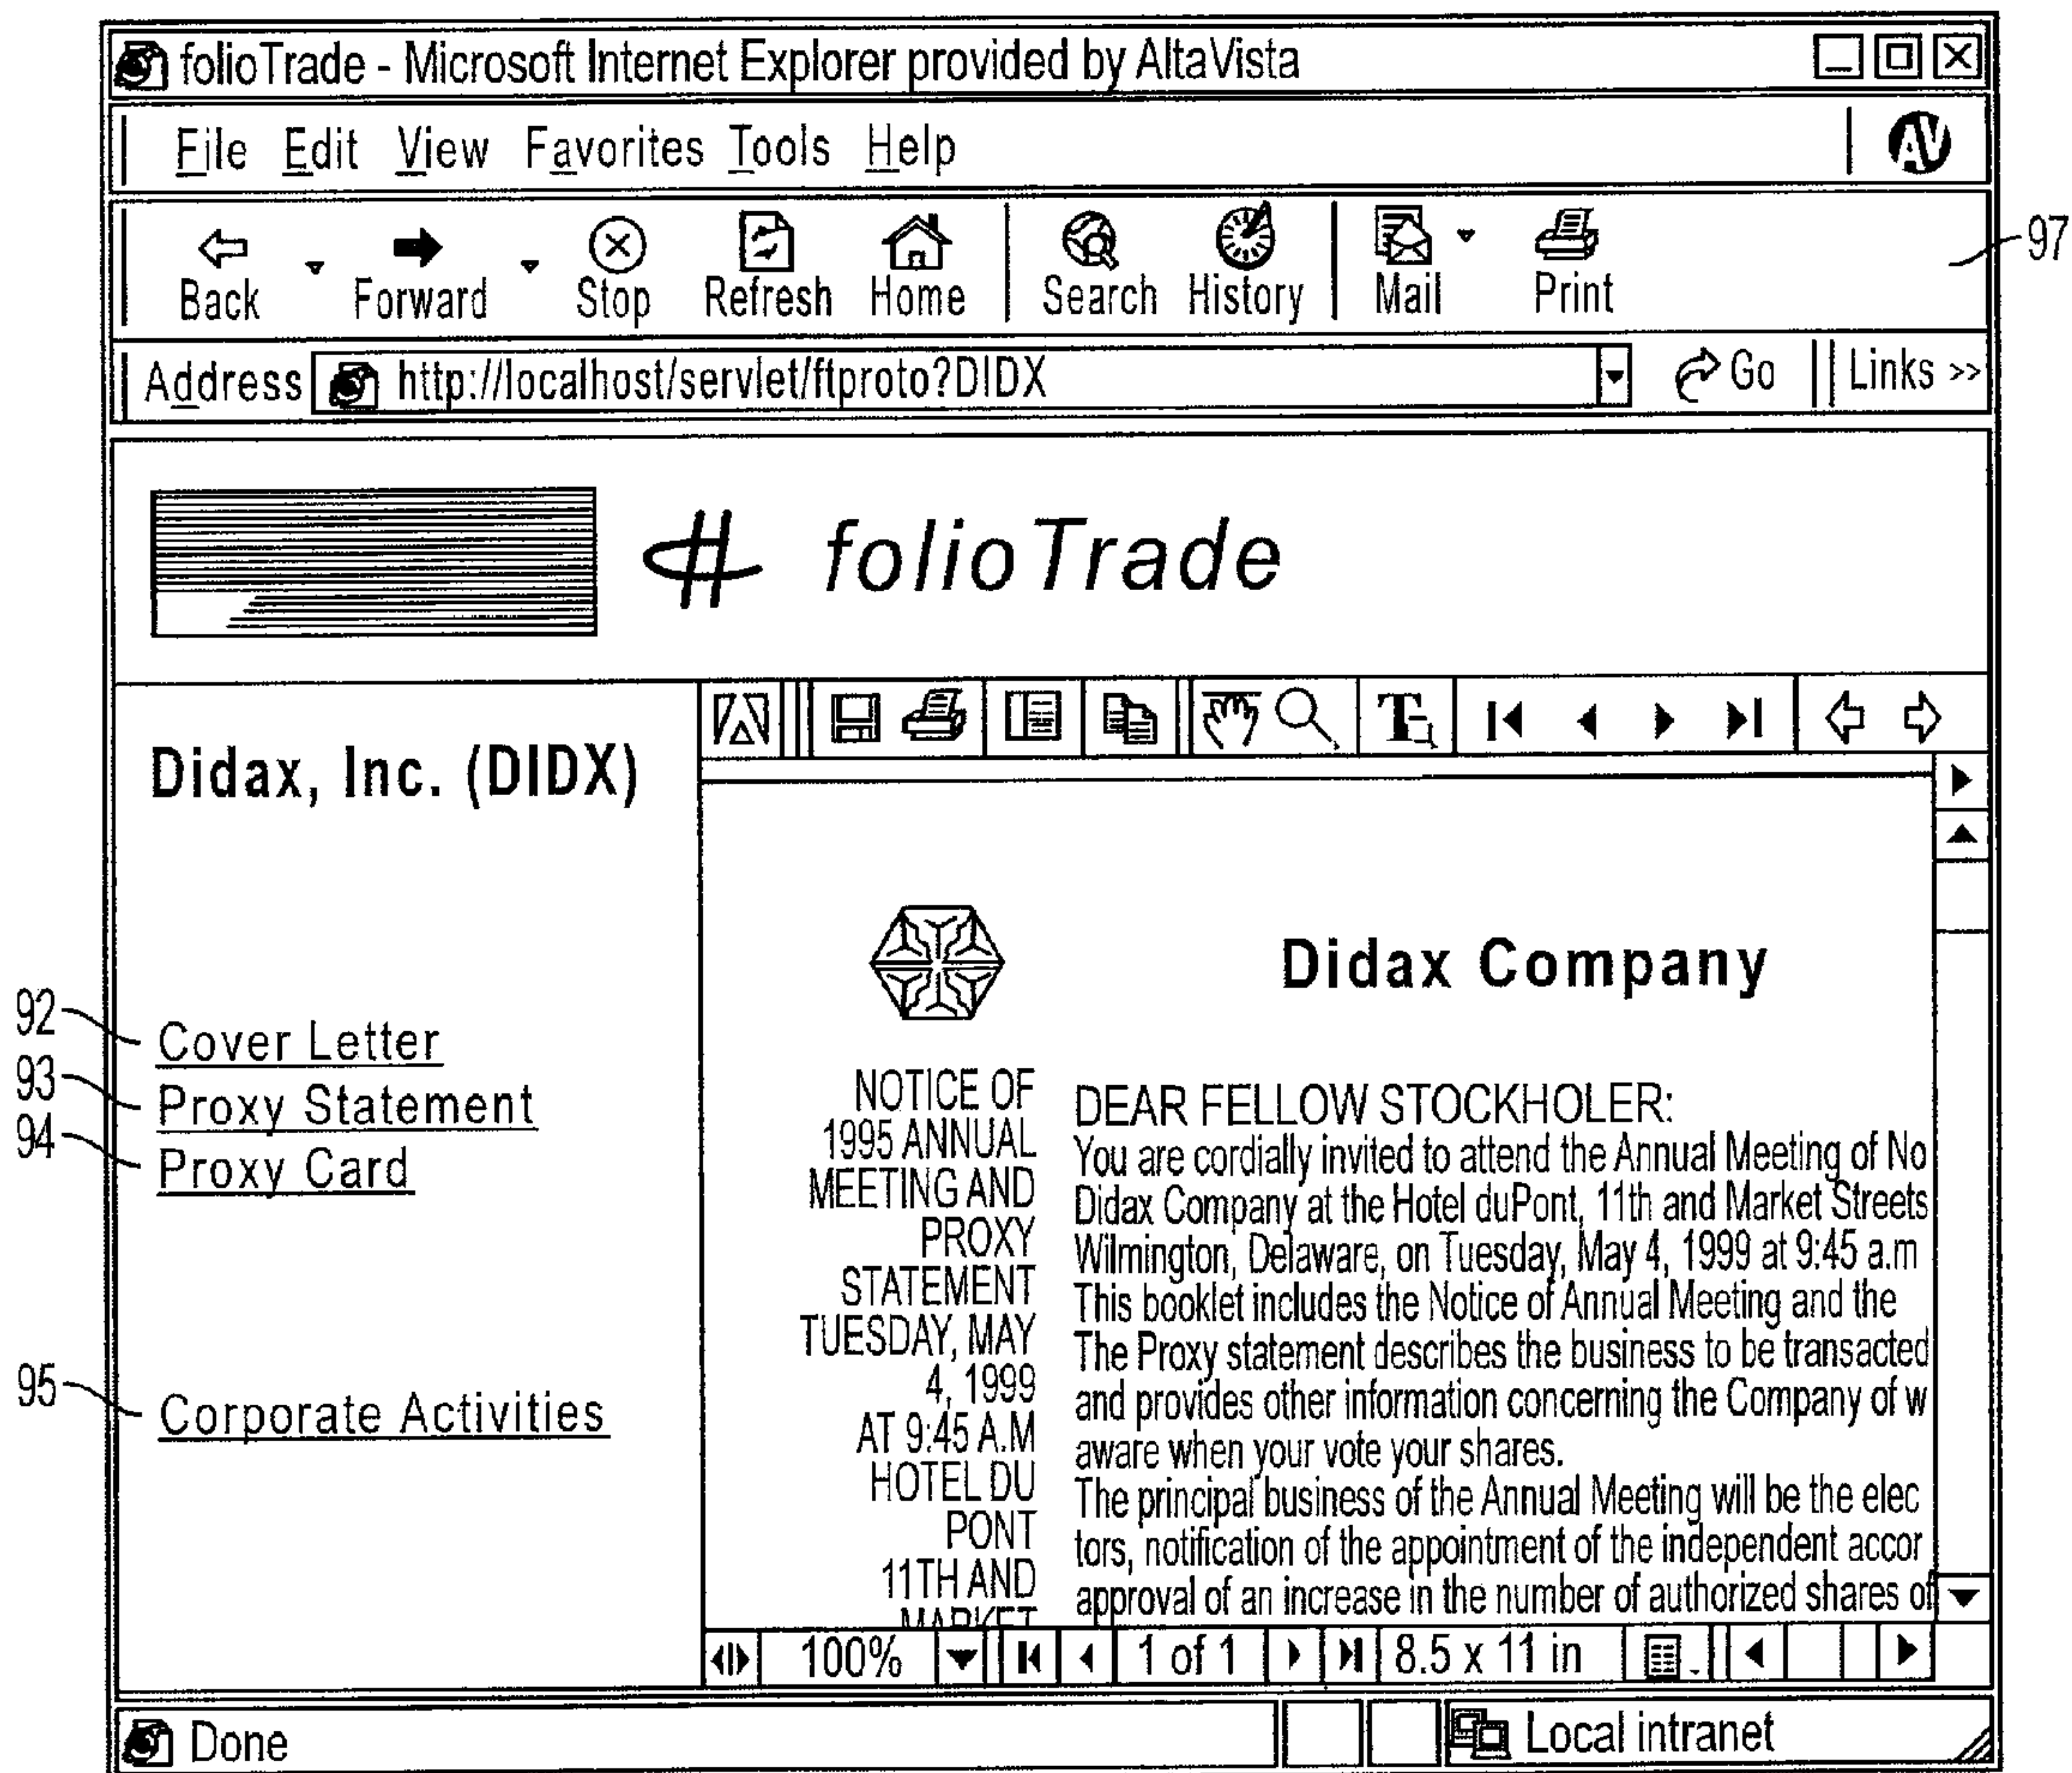 folioTrade - Microsoft Internet Explorer provided by AltaVista
File Edit View Favorites Tools Help
AV
Back Forward Stop Refresh Home Search History Mail Print
97
Address http://localhost/servlet/ftproto?DIDX Go Links >>
folioTrade
Didax, Inc. (DIDX)
92 Cover Letter
93 Proxy Statement
94 Proxy Card
95 Corporate Activities
Didax Company
NOTICE OF
1995 ANNUAL
MEETING AND
PROXY
STATEMENT
TUESDAY, MAY
4, 1999
AT 9:45 A.M
HOTEL DU
PONT
11TH AND
MARKET
DEAR FELLOW STOCKHOLER:
You are cordially invited to attend the Annual Meeting of No
Didax Company at the Hotel duPont, 11th and Market Streets
Wilmington, Delaware, on Tuesday, May 4, 1999 at 9:45 a.m
This booklet includes the Notice of Annual Meeting and the
The Proxy statement describes the business to be transacted
and provides other information concerning the Company of w
aware when your vote your shares.
The principal business of the Annual Meeting will be the elec
tors, notification of the appointment of the independent accor
approval of an increase in the number of authorized shares of
100% 1 of 1 8.5 x 11 in
Done Local intranet